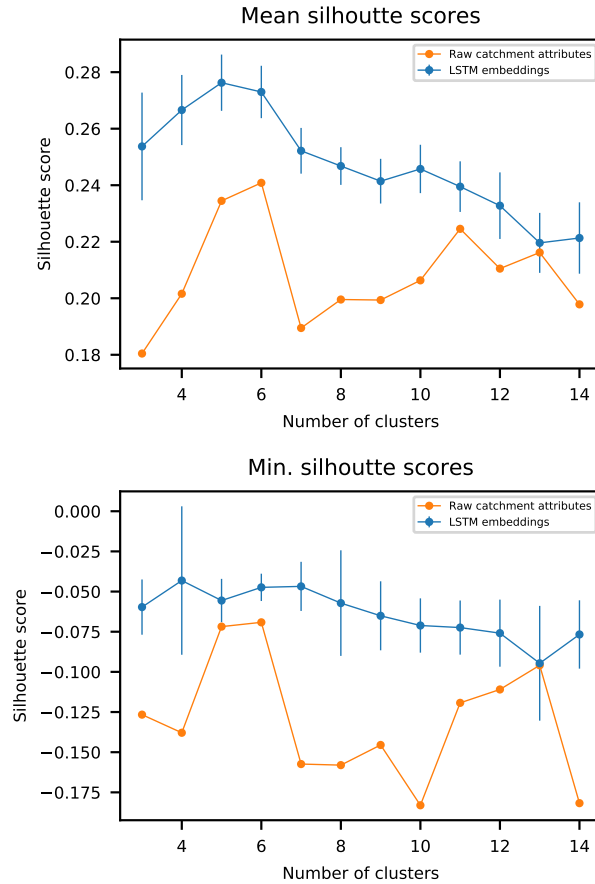 Mean silhoutte scores
Raw catchment attributes
LSTM embeddings
Silhouette score
0.28
0.26
0.24
0.22
0.20
0.18
4 6 8 10 12 14
Number of clusters
Min. silhoutte scores
Raw catchment attributes
LSTM embeddings
Silhouette score
0.000
−0.025
−0.050
−0.075
−0.100
−0.125
−0.150
−0.175
4 6 8 10 12 14
Number of clusters